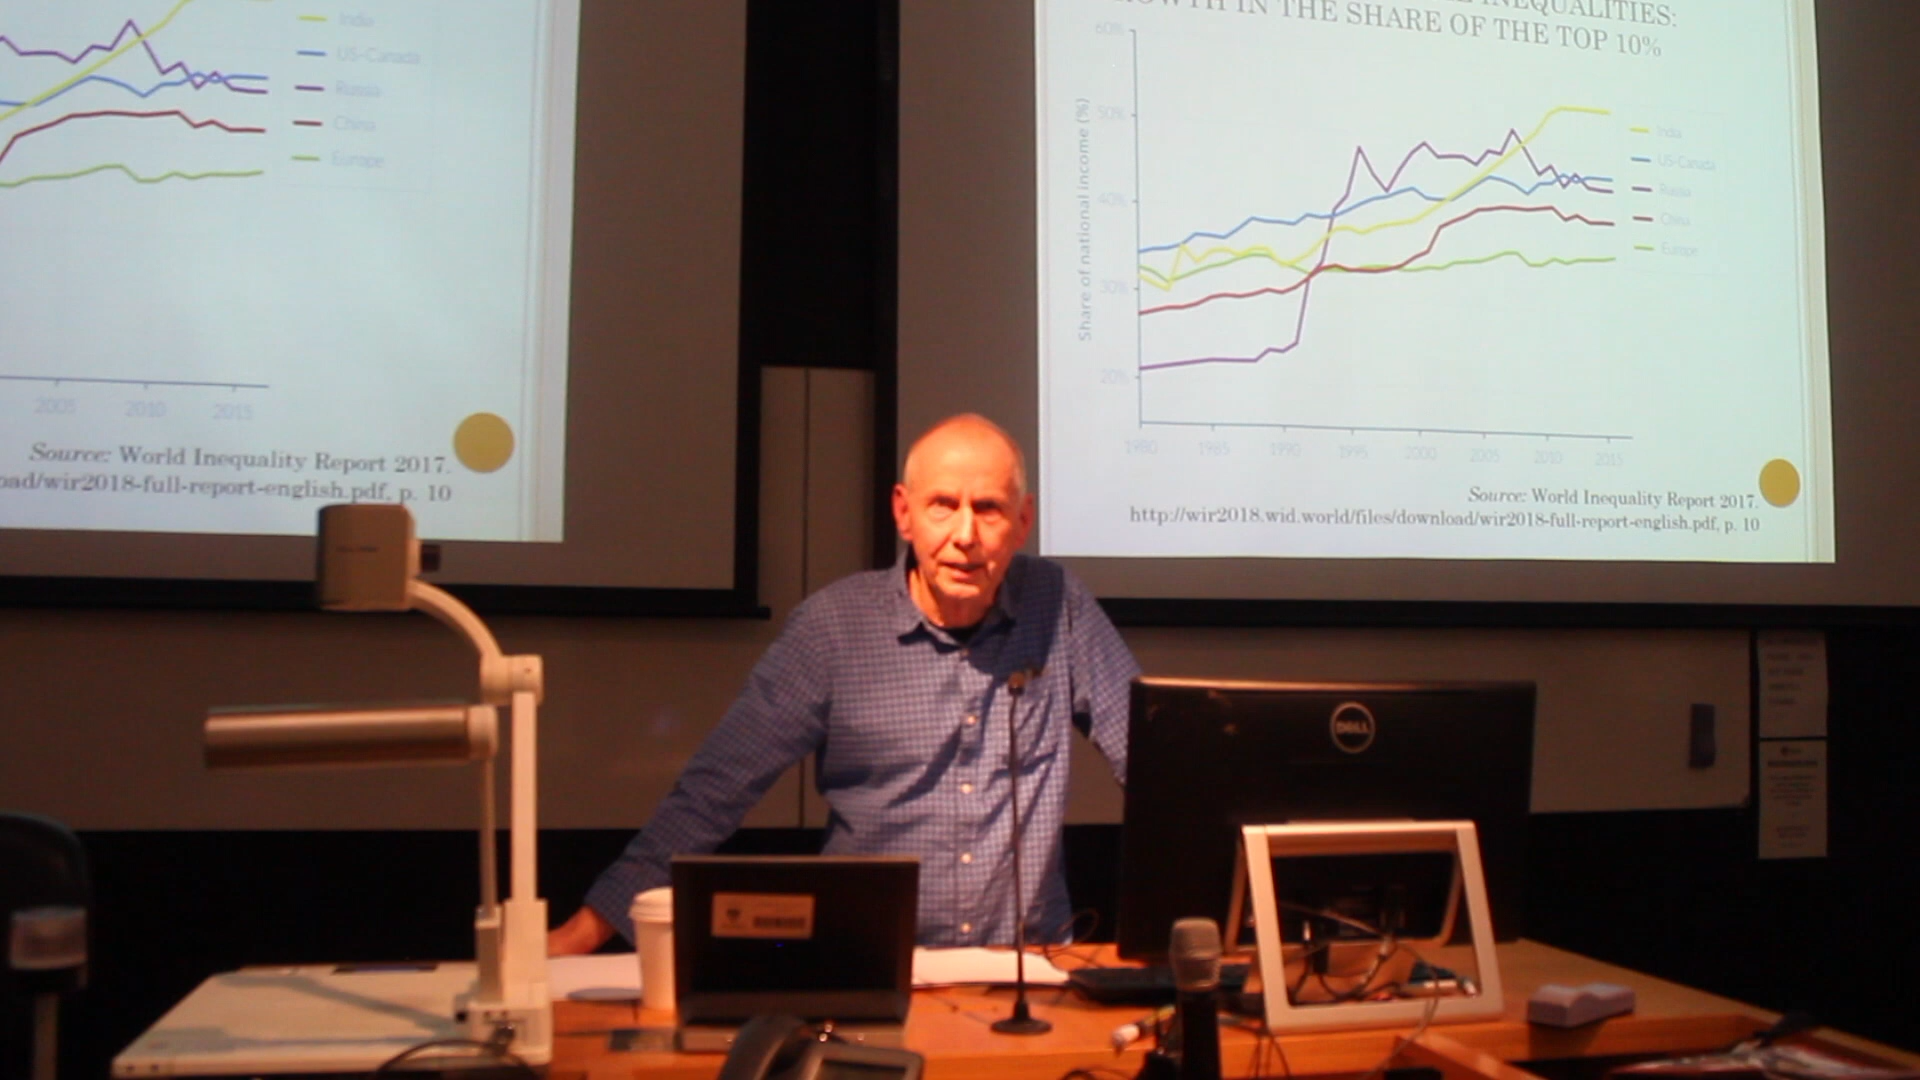 India
US-Canada
Russia
China
Europe
2005 2010 2015
Source: World Inequality Report 2017.
oad/wir2018-full-report-english.pdf, p. 10
INEQUALITIES:
OWTH IN THE SHARE OF THE TOP 10%
Share of national income (%)
60%
50%
40%
30%
20%
India
US-Canada
Russia
China
Europe
1980 1985 1990 1995 2000 2005 2010 2015
Source: World Inequality Report 2017.
http://wir2018.wid.world/files/download/wir2018-full-report-english.pdf, p. 10
DELL